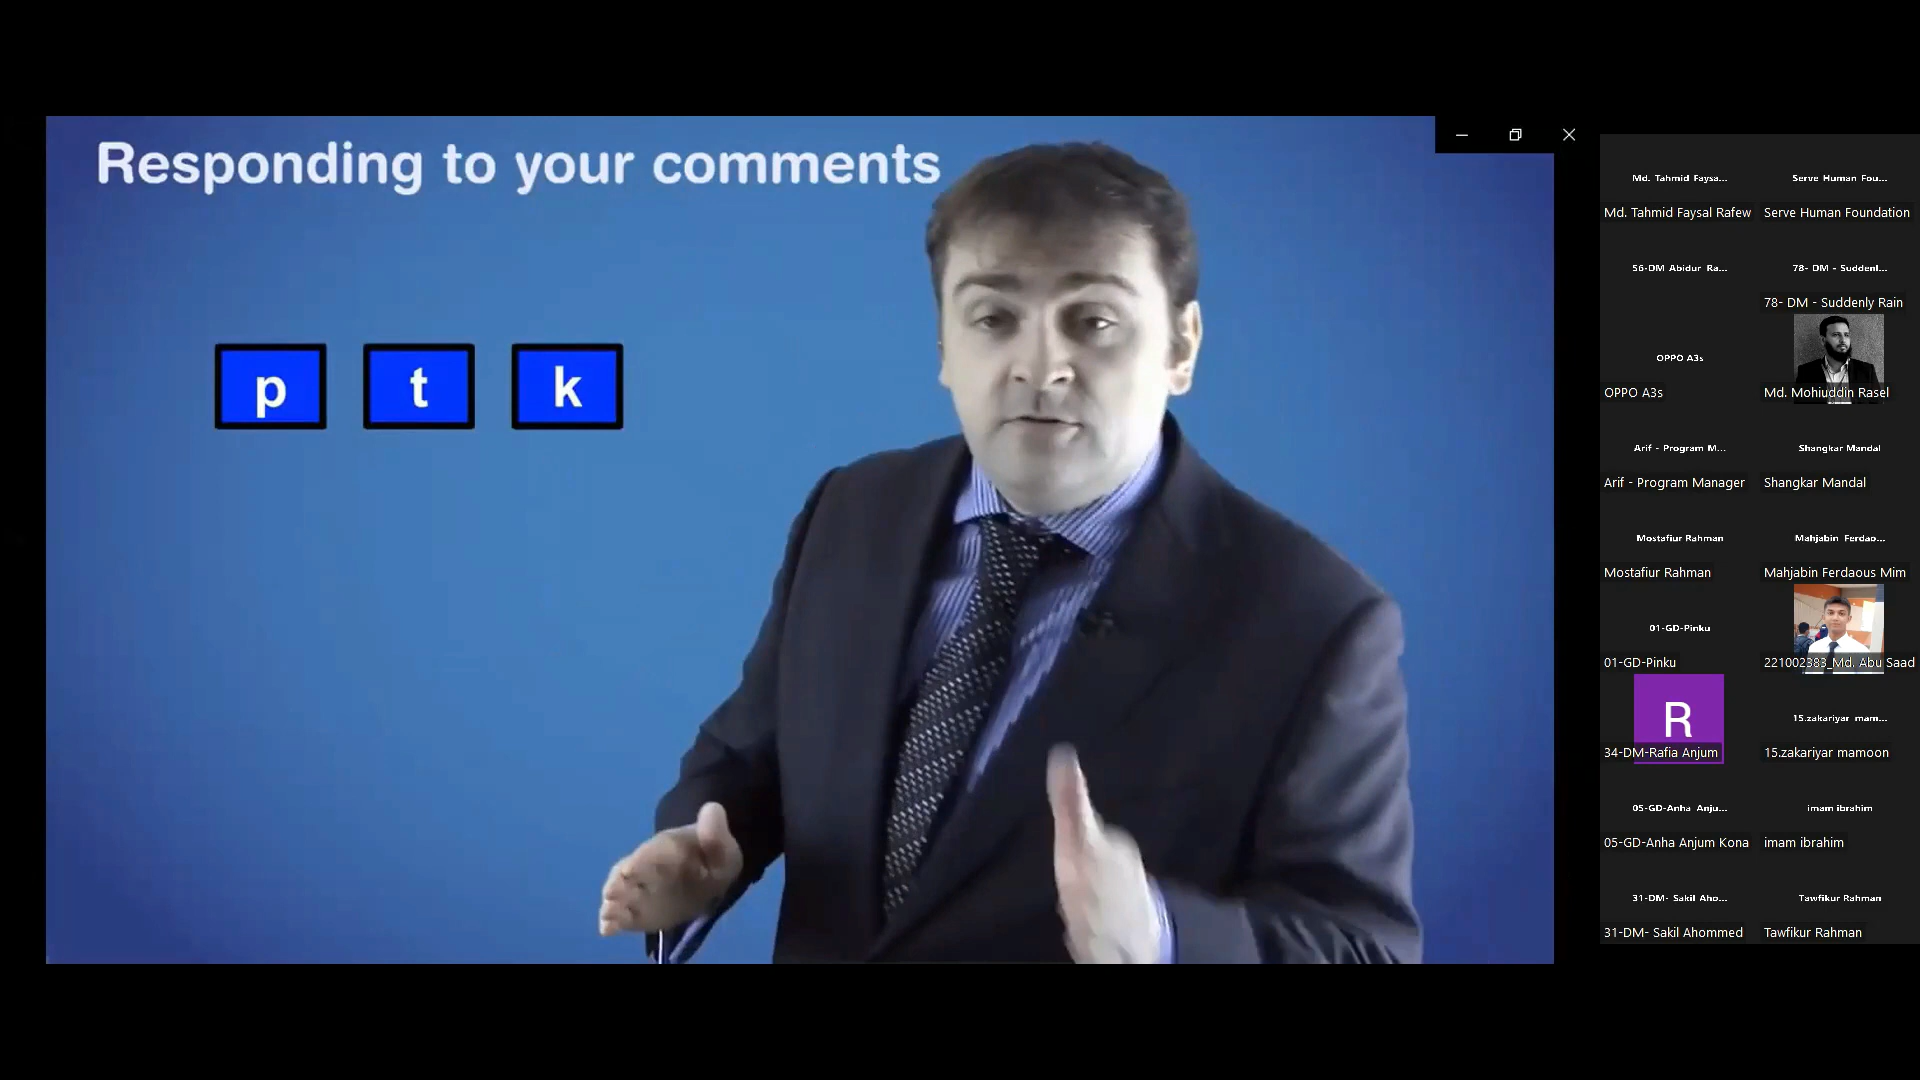 Responding to your comments
p t k
Md. Tahmid Faysa...
Serve Human Fou...
Md. Tahmid Faysal Rafew
Serve Human Foundation
56-DM Abidur Ra...
78- DM - Suddenl...
78- DM - Suddenly Rain
OPPO A3s
OPPO A3s
Md. Mohiuddin Rasel
Arif - Program M...
Shangkar Mandal
Arif - Program Manager
Shangkar Mandal
Mostafiur Rahman
Mahjabin Ferdao...
Mostafiur Rahman
Mahjabin Ferdaous Mim
01-GD-Pinku
01-GD-Pinku
221002383_Md. Abu Saad
R
15.zakariyar mam...
34-DM-Rafia Anjum
15.zakariyar mamoon
05-GD-Anha Anju...
imam ibrahim
05-GD-Anha Anjum Kona
imam ibrahim
31-DM- Sakil Aho...
Tawfikur Rahman
31-DM- Sakil Ahommed
Tawfikur Rahman